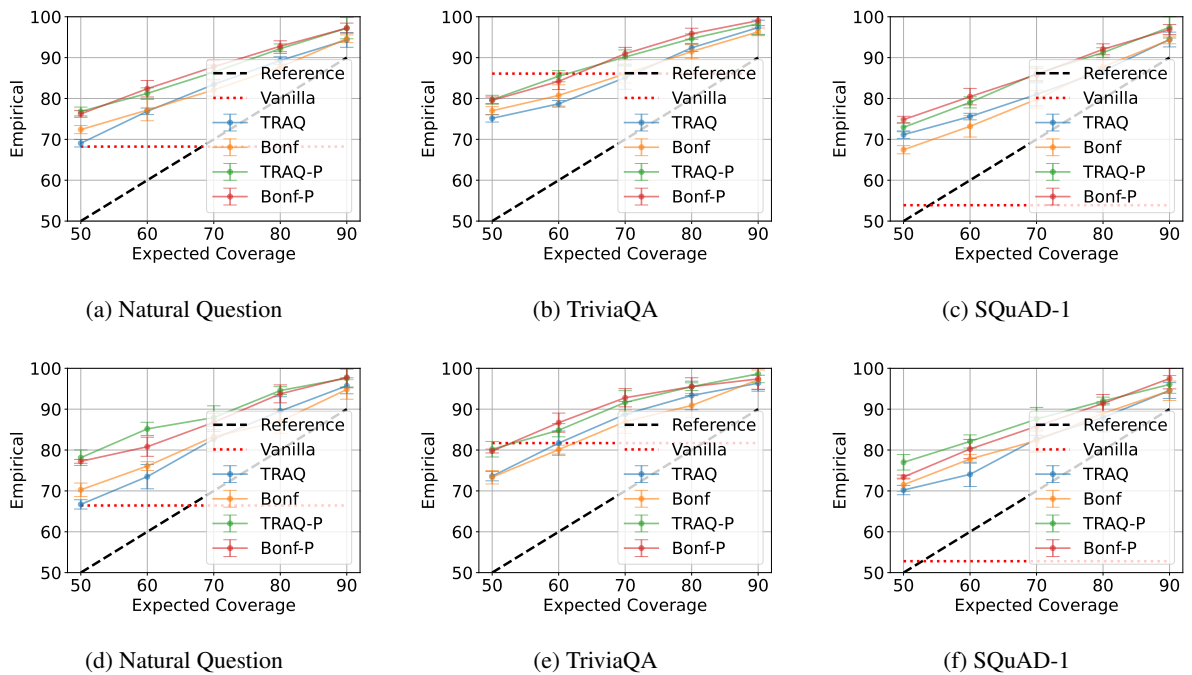 100
90
80
70
60
50
Empirical
50 60 70 80 90
Expected Coverage
Reference
Vanilla
TRAQ
Bonf
TRAQ-P
Bonf-P
(a) Natural Question
100
90
80
70
60
50
Empirical
50 60 70 80 90
Expected Coverage
Reference
Vanilla
TRAQ
Bonf
TRAQ-P
Bonf-P
(b) TriviaQA
100
90
80
70
60
50
Empirical
50 60 70 80 90
Expected Coverage
Reference
Vanilla
TRAQ
Bonf
TRAQ-P
Bonf-P
(c) SQuAD-1
100
90
80
70
60
50
Empirical
50 60 70 80 90
Expected Coverage
Reference
Vanilla
TRAQ
Bonf
TRAQ-P
Bonf-P
(d) Natural Question
100
90
80
70
60
50
Empirical
50 60 70 80 90
Expected Coverage
Reference
Vanilla
TRAQ
Bonf
TRAQ-P
Bonf-P
(e) TriviaQA
100
90
80
70
60
50
Empirical
50 60 70 80 90
Expected Coverage
Reference
Vanilla
TRAQ
Bonf
TRAQ-P
Bonf-P
(f) SQuAD-1